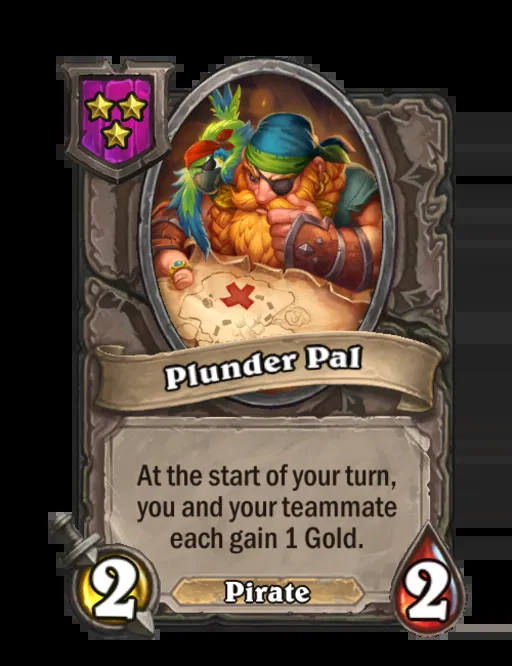 Plunder Pal
At the start of your turn,
you and your teammate
each gain 1 Gold.
2
Pirate
2